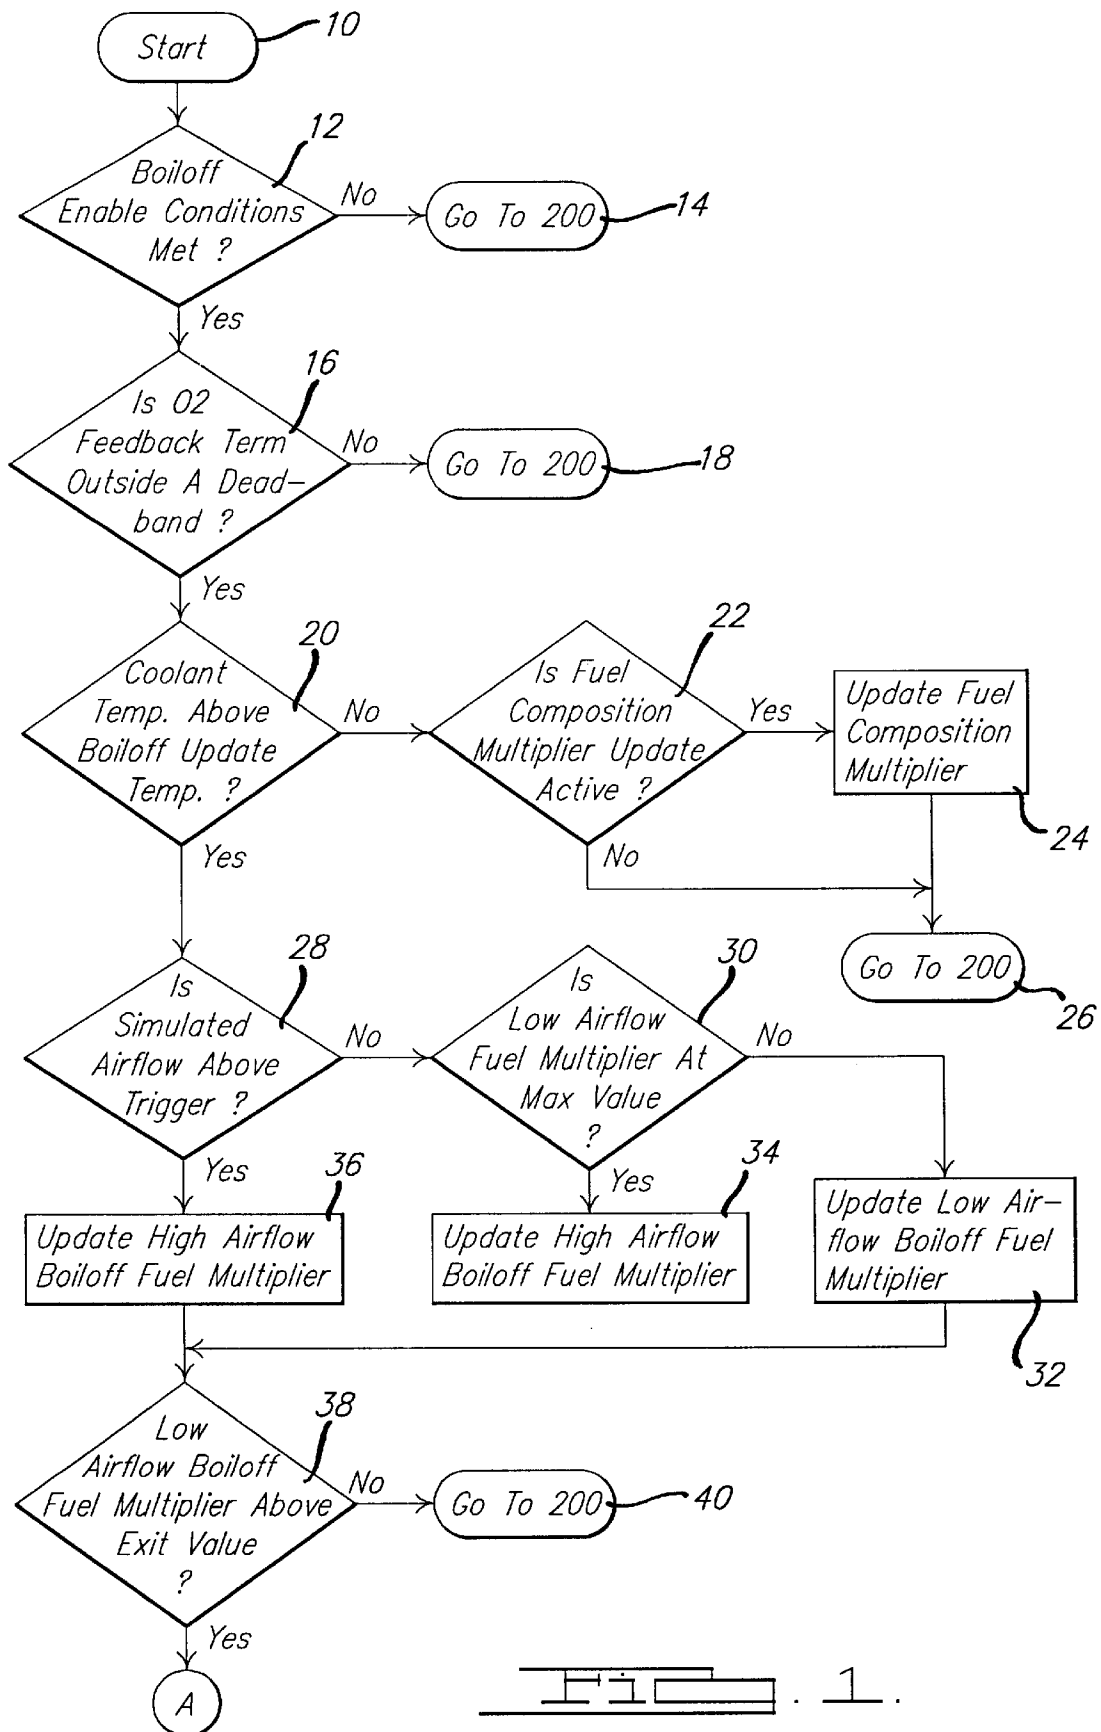 Start
10
Boiloff
Enable Conditions
Met ?
12
No
Go To 200
14
Yes
Is O2
Feedback Term
Outside A Dead-
band ?
16
No
Go To 200
18
Yes
Coolant
Temp. Above
Boiloff Update
Temp. ?
20
No
Is Fuel
Composition
Multiplier Update
Active ?
22
Yes
Update Fuel
Composition
Multiplier
24
No
Go To 200
26
Yes
Is
Simulated
Airflow Above
Trigger ?
28
No
Is
Low Airflow
Fuel Multiplier At
Max Value
?
30
No
Yes
Update High Airflow
Boiloff Fuel Multiplier
36
Yes
Update High Airflow
Boiloff Fuel Multiplier
34
Update Low Air-
flow Boiloff Fuel
Multiplier
32
Low
Airflow Boiloff
Fuel Multiplier Above
Exit Value
?
38
No
Go To 200
40
Yes
A
Fig. 1.